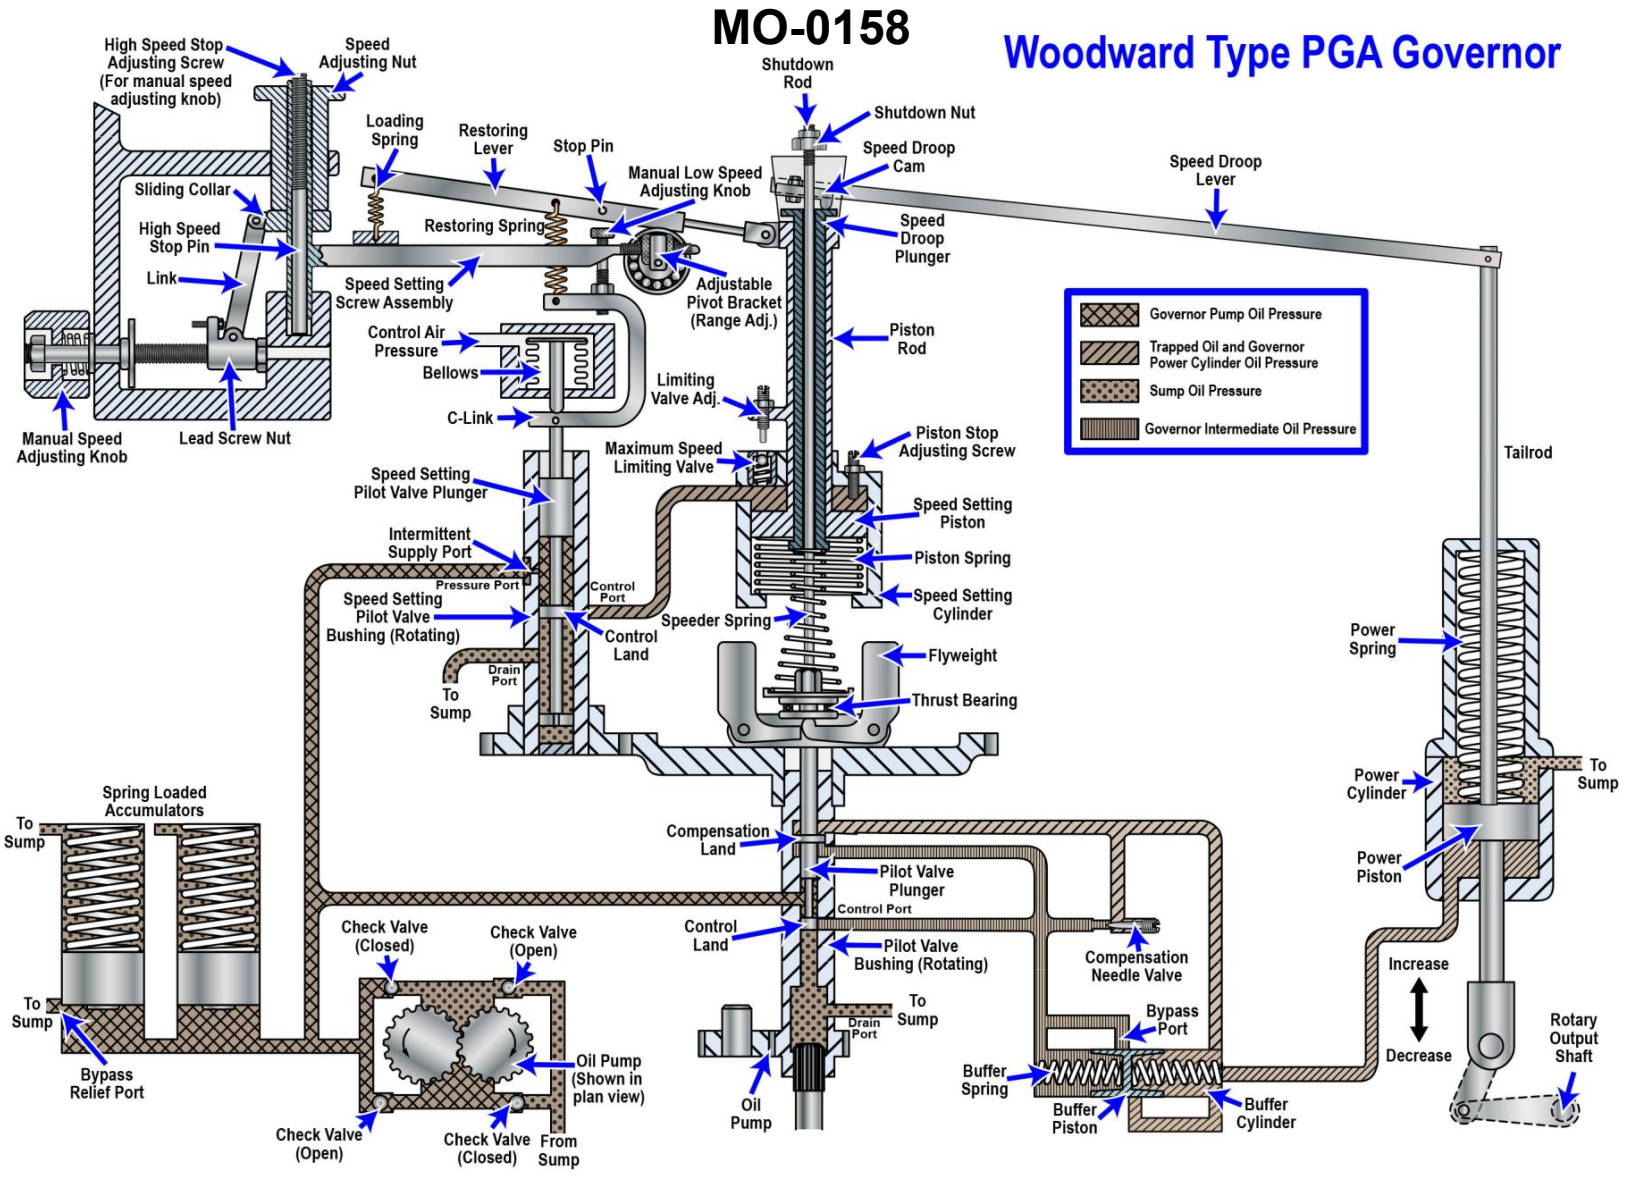 MO-0158
Woodward Type PGA Governor
High Speed Stop
Adjusting Screw
(For manual speed
adjusting knob)
Speed
Adjusting Nut
Loading
Spring
Restoring
Lever
Stop Pin
Manual Low Speed
Adjusting Knob
Shutdown
Rod
Shutdown Nut
Speed Droop
Cam
Speed Droop
Lever
Sliding Collar
High Speed
Stop Pin
Link
Restoring Spring
Speed Setting
Screw Assembly
Adjustable
Pivot Bracket
(Range Adj.)
Speed
Droop
Plunger
Piston
Rod
Governor Pump Oil Pressure
Trapped Oil and Governor
Power Cylinder Oil Pressure
Sump Oil Pressure
Governor Intermediate Oil Pressure
Control Air
Pressure
Bellows
C-Link
Limiting
Valve Adj.
Manual Speed
Adjusting Knob
Lead Screw Nut
Maximum Speed
Limiting Valve
Piston Stop
Adjusting Screw
Tailrod
Speed Setting
Pilot Valve Plunger
Speed Setting
Piston
Intermittent
Supply Port
Pressure Port
Control
Port
Piston Spring
Speed Setting
Pilot Valve
Bushing (Rotating)
Speed Setting
Cylinder
Speeder Spring
Control
Land
Drain
Port
To
Sump
Flyweight
Thrust Bearing
Power
Spring
Power
Cylinder
To
Sump
Power
Piston
Spring Loaded
Accumulators
To
Sump
Compensation
Land
Pilot Valve
Plunger
Control Port
Control
Land
Pilot Valve
Bushing (Rotating)
Compensation
Needle Valve
Check Valve
(Closed)
Check Valve
(Open)
To
Sump
Bypass
Relief Port
Oil Pump
(Shown in
plan view)
To
Sump
Drain
Port
Bypass
Port
Increase
Decrease
Rotary
Output
Shaft
Oil
Pump
Buffer
Spring
Buffer
Piston
Buffer
Cylinder
Check Valve
(Open)
Check Valve
(Closed)
From
Sump